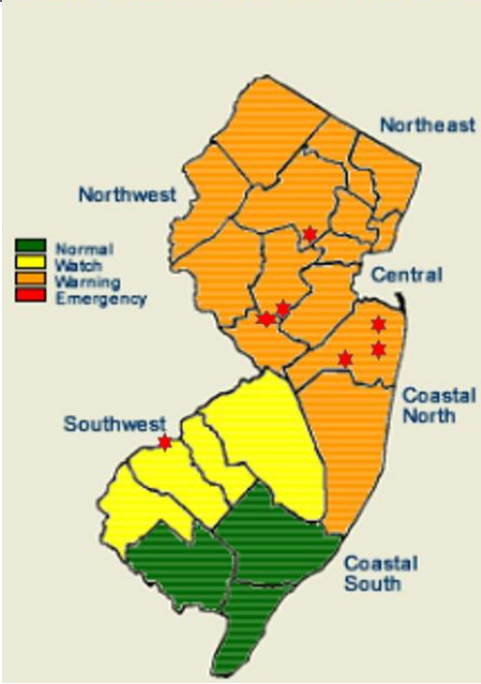 Northeast
Northwest
Normal
Watch
Warning
Emergency
Central
Coastal
North
Southwest
Coastal
South